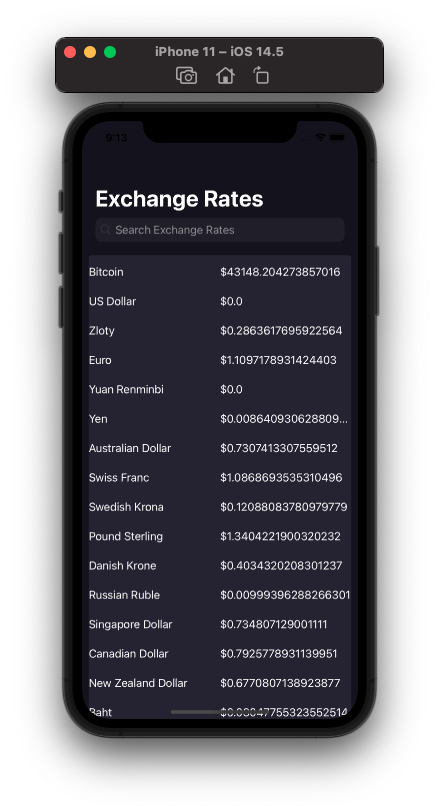 iPhone 11 – iOS 14.5
9:13
Exchange Rates
Search Exchange Rates
Bitcoin $43148.204273857016
US Dollar $0.0
Zloty $0.2863617695922564
Euro $1.1097178931424403
Yuan Renminbi $0.0
Yen $0.008640930628809...
Australian Dollar $0.7307413307559512
Swiss Franc $1.0868693535310496
Swedish Krona $0.12088083780979779
Pound Sterling $1.3404221900320232
Danish Krone $0.4034320208301237
Russian Ruble $0.00999396288266301
Singapore Dollar $0.734807129001111
Canadian Dollar $0.7925778931139951
New Zealand Dollar $0.6770807138923877
Baht